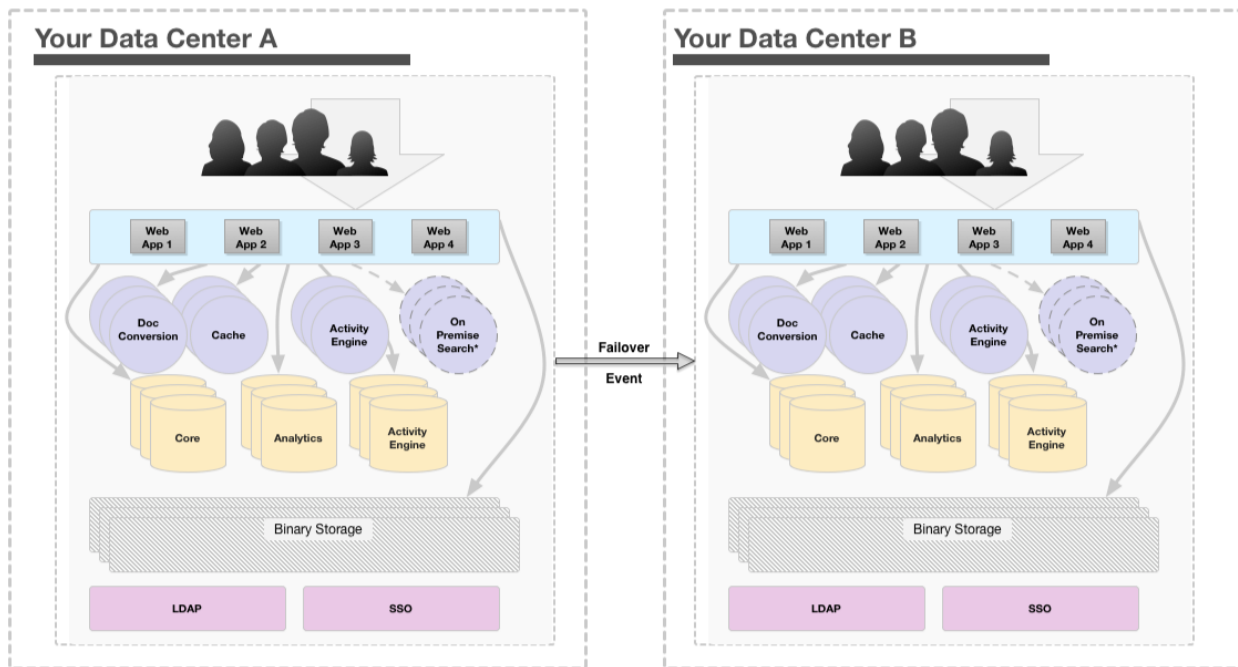 Your Data Center A
Web
App 1
Web
App 2
Web
App 3
Web
App 4
Doc
Conversion
Cache
Activity
Engine
On
Premise
Search*
Core
Analytics
Activity
Engine
Binary Storage
LDAP
SSO
Failover
Event
Your Data Center B
Web
App 1
Web
App 2
Web
App 3
Web
App 4
Doc
Conversion
Cache
Activity
Engine
On
Premise
Search*
Core
Analytics
Activity
Engine
Binary Storage
LDAP
SSO